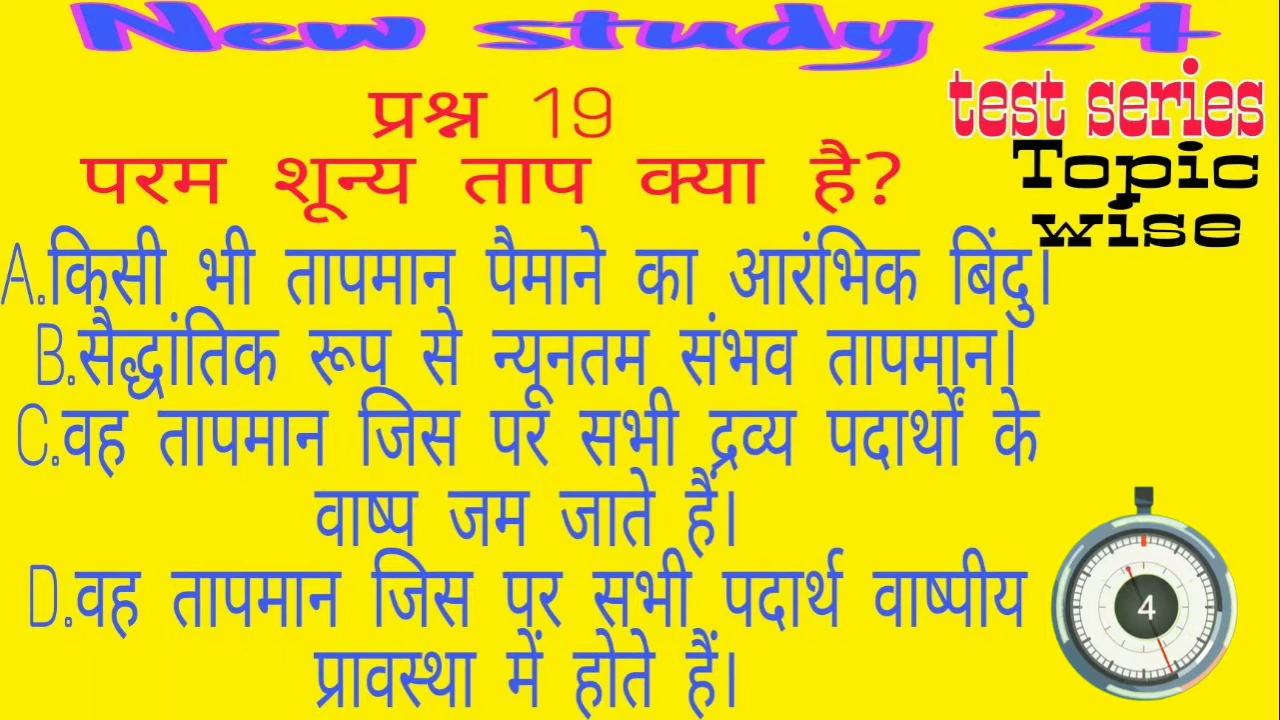 New study 24
test series
Topic
wise
प्रश्न 19
परम शून्य ताप क्या है?
A.किसी भी तापमान पैमाने का आरंभिक बिंदु।
B.सैद्धांतिक रूप से न्यूनतम संभव तापमान।
C.वह तापमान जिस पर सभी द्रव्य पदार्थों के
वाष्प जम जाते हैं।
D.वह तापमान जिस पर सभी पदार्थ वाष्पीय
प्रावस्था में होते हैं।
4